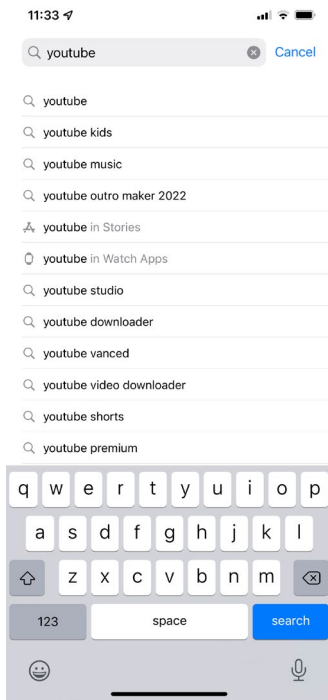 11:33
youtube
Cancel
youtube
youtube kids
youtube music
youtube outro maker 2022
youtube in Stories
youtube in Watch Apps
youtube studio
youtube downloader
youtube vanced
youtube video downloader
youtube shorts
youtube premium
q w e r t y u i o p
a s d f g h j k l
z x c v b n m
123 space search